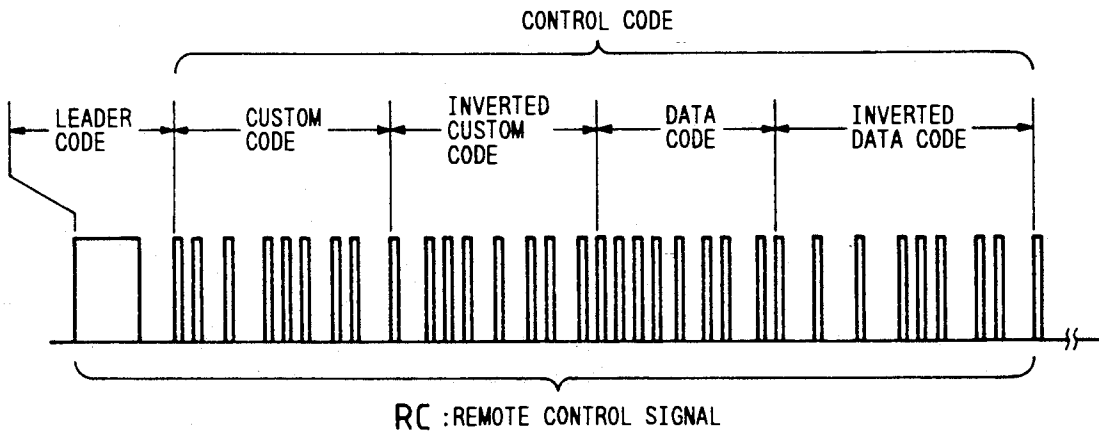 CONTROL CODE
LEADER
CODE
CUSTOM
CODE
INVERTED
CUSTOM
CODE
DATA
CODE
INVERTED
DATA CODE
RC :REMOTE CONTROL SIGNAL